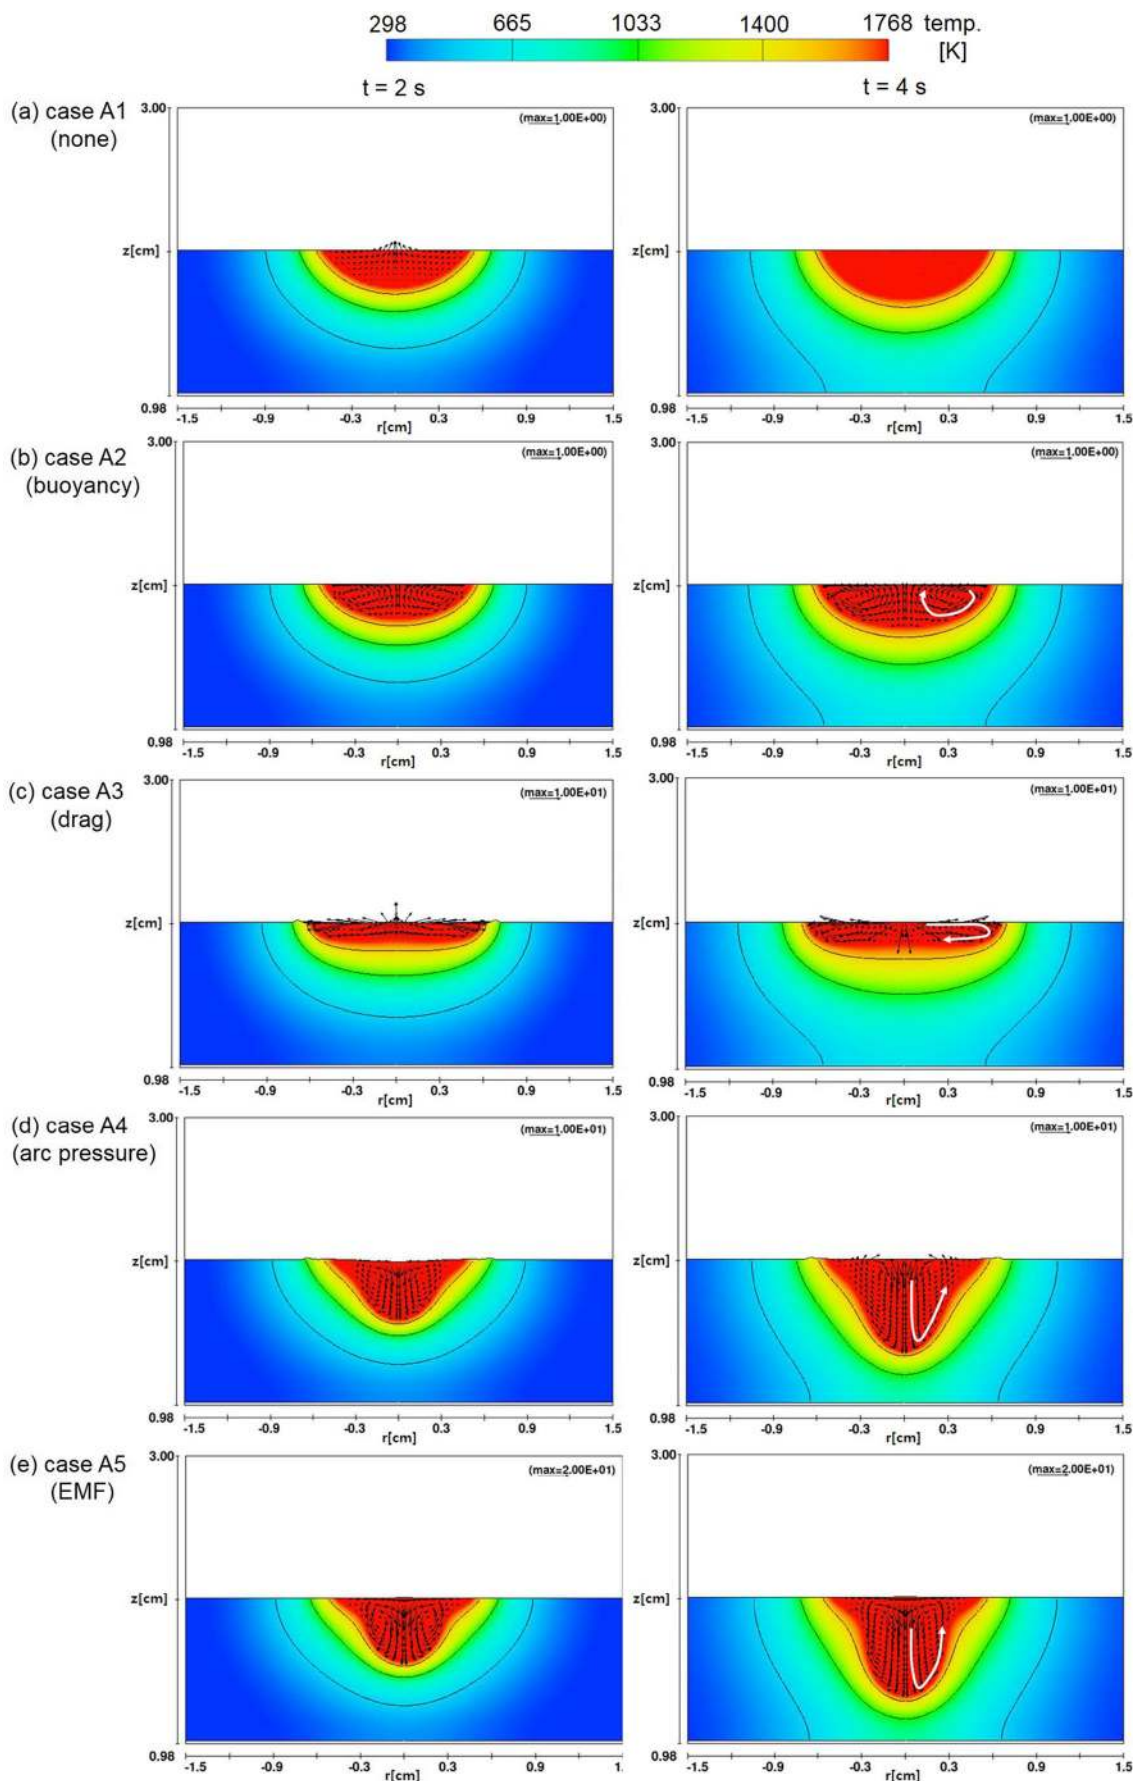 298 665 1033 1400 1768 temp.
[K]
t = 2 s t = 4 s
(a) case A1
(none)
3.00 (max=1.00E+00) 3.00 (max=1.00E+00)
z[cm] z[cm]
0.98 0.98
-1.5 -0.9 -0.3 0.3 0.9 1.5 -1.5 -0.9 -0.3 0.3 0.9 1.5
r[cm] r[cm]
(b) case A2
(buoyancy)
3.00 (max=1.00E+00) 3.00 (max=1.00E+00)
z[cm] z[cm]
0.98 0.98
-1.5 -0.9 -0.3 0.3 0.9 1.5 -1.5 -0.9 -0.3 0.3 0.9 1.5
r[cm] r[cm]
(c) case A3
(drag)
3.00 (max=1.00E+01) 3.00 (max=1.00E+01)
z[cm] z[cm]
0.98 0.98
-1.5 -0.9 -0.3 0.3 0.9 1.5 -1.5 -0.9 -0.3 0.3 0.9 1.5
r[cm] r[cm]
(d) case A4
(arc pressure)
3.00 (max=1.00E+01) 3.00 (max=1.00E+01)
z[cm] z[cm]
0.98 0.98
-1.5 -0.9 -0.3 0.3 0.9 1.5 -1.5 -0.9 -0.3 0.3 0.9 1.5
r[cm] r[cm]
(e) case A5
(EMF)
3.00 (max=2.00E+01) 3.00 (max=2.00E+01)
z[cm] z[cm]
0.98 0.98
-1.5 -0.9 -0.3 0.3 0.9 1. -1.5 -0.9 -0.3 0.3 0.9 1.5
r[cm] r[cm]